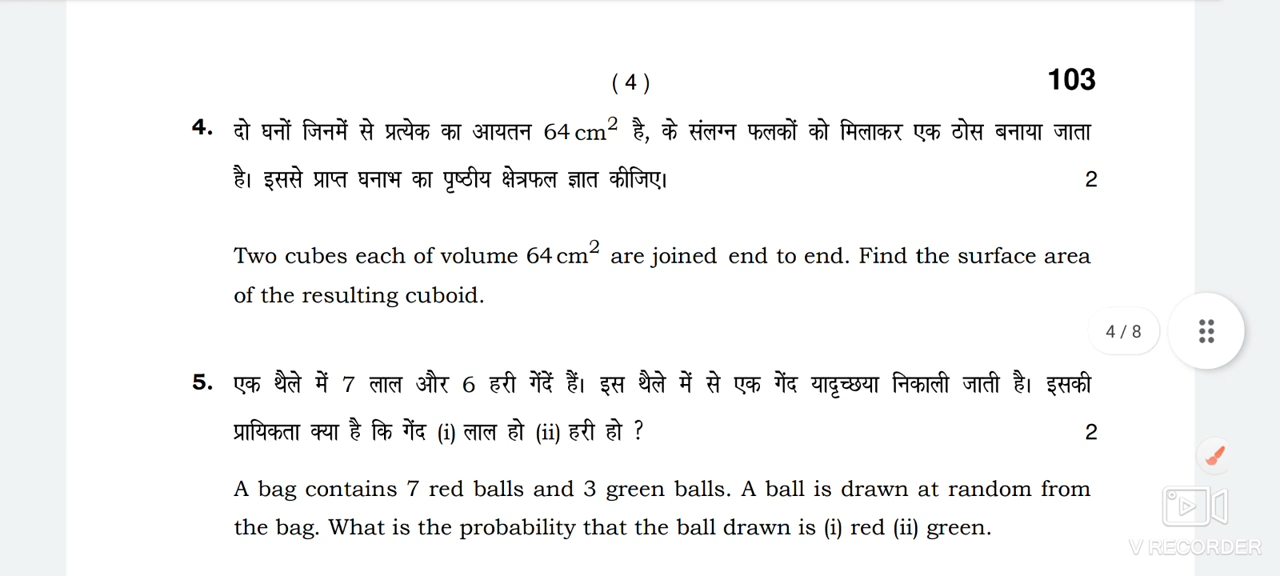 ( 4 )
103
4. दो घनों जिनमें से प्रत्येक का आयतन 64 cm² है, के संलग्न फलकों को मिलाकर एक ठोस बनाया जाता
है। इससे प्राप्त घनाभ का पृष्ठीय क्षेत्रफल ज्ञात कीजिए। 2
Two cubes each of volume 64 cm² are joined end to end. Find the surface area
of the resulting cuboid.
4 / 8
5. एक थैले में 7 लाल और 6 हरी गेंदें हैं। इस थैले में से एक गेंद यादृच्छया निकाली जाती है। इसकी
प्रायिकता क्या है कि गेंद (i) लाल हो (ii) हरी हो ? 2
A bag contains 7 red balls and 3 green balls. A ball is drawn at random from
the bag. What is the probability that the ball drawn is (i) red (ii) green.
V RECORDER